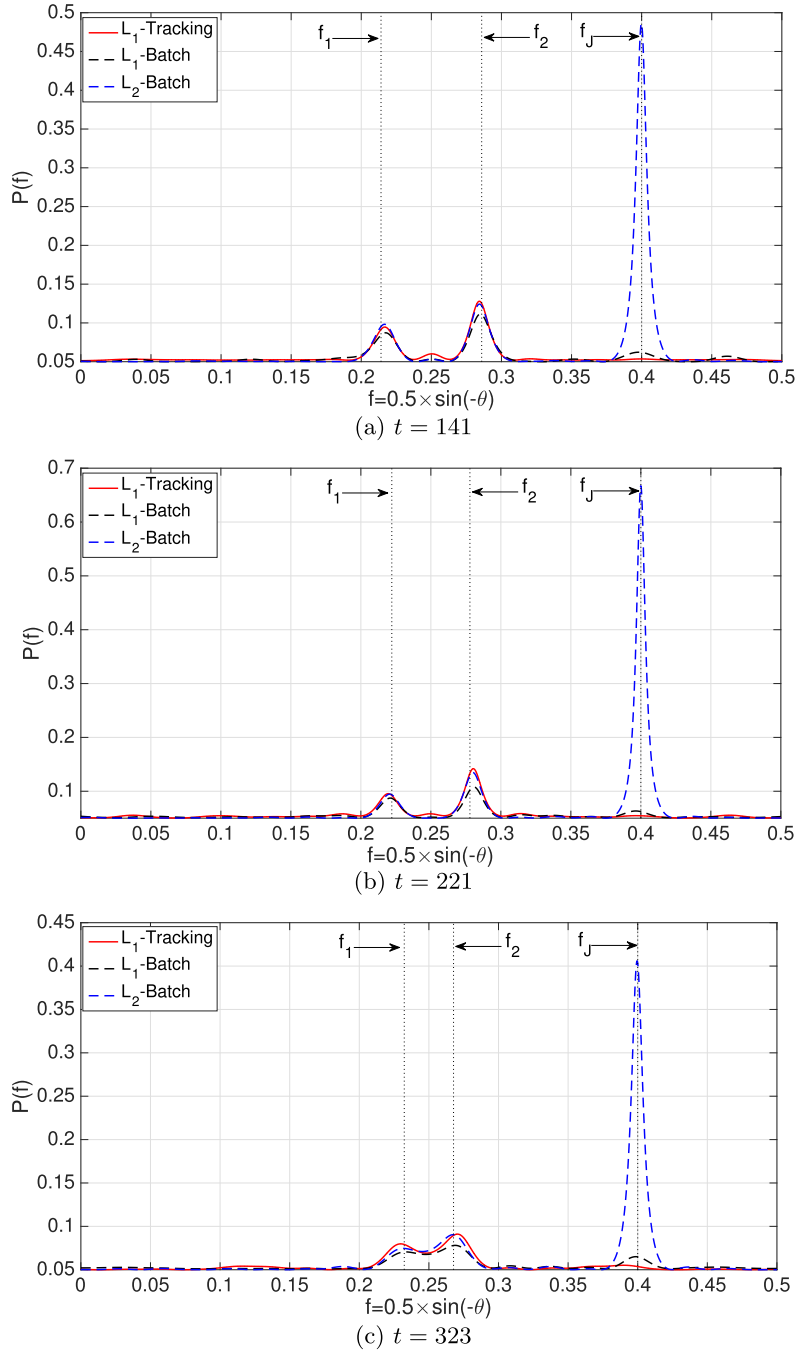 0.5
0.45
0.4
0.35
0.3
0.25
0.2
0.15
0.1
0.05
P(f)
L1-Tracking
L1-Batch
L2-Batch
f1
f2
fJ
0 0.05 0.1 0.15 0.2 0.25 0.3 0.35 0.4 0.45 0.5
f=0.5×sin(-θ)
(a) t = 141
0.7
0.6
0.5
0.4
0.3
0.2
0.1
P(f)
L1-Tracking
L1-Batch
L2-Batch
f1
f2
fJ
0 0.05 0.1 0.15 0.2 0.25 0.3 0.35 0.4 0.45 0.5
f=0.5×sin(-θ)
(b) t = 221
0.45
0.4
0.35
0.3
0.25
0.2
0.15
0.1
0.05
P(f)
L1-Tracking
L1-Batch
L2-Batch
f1
f2
fJ
0 0.05 0.1 0.15 0.2 0.25 0.3 0.35 0.4 0.45 0.5
f=0.5×sin(-θ)
(c) t = 323